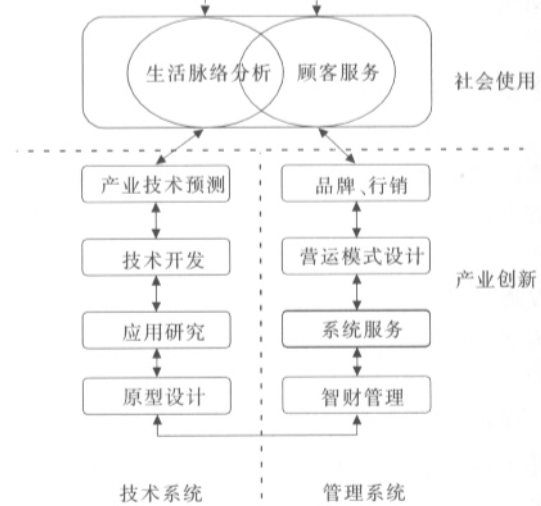 生活脉络分析 顾客服务
社会使用
产业技术预测 品牌、行销
技术开发 营运模式设计
产业创新
应用研究 系统服务
原型设计 智财管理
技术系统 管理系统